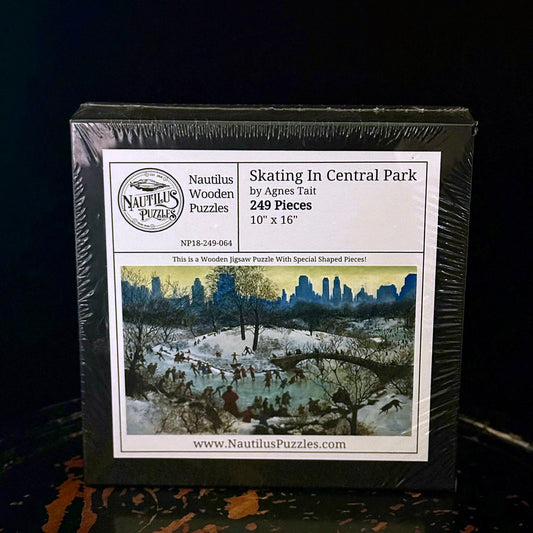 NAUTILUS
PUZZLES
Nautilus
Wooden
Puzzles
NP18-249-064
Skating In Central Park
by Agnes Tait
249 Pieces
10" x 16"
This is a Wooden Jigsaw Puzzle With Special Shaped Pieces!
www.NautilusPuzzles.com